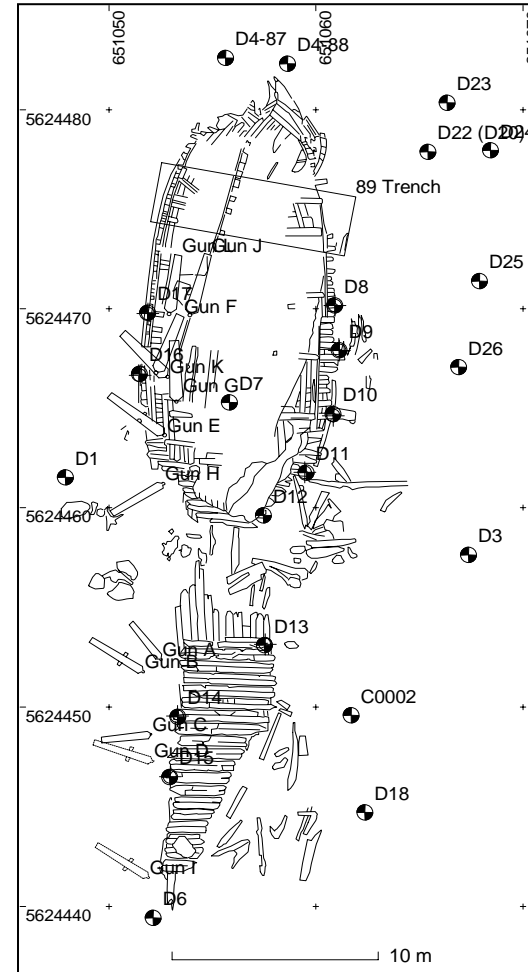 651050
651060
D4-87
D4-88
D23
5624480
D22 (D20)
89 Trench
Gun L
Gun J
D25
D17
D8
5624470
Gun F
D9
D16
D26
Gun K
Gun G
D7
D10
Gun E
D1
Gun H
D11
D12
5624460
D3
D13
Gun A
Gun B
D14
C0002
5624450
Gun C
Gun D
D15
D18
Gun I
D6
5624440
10 m